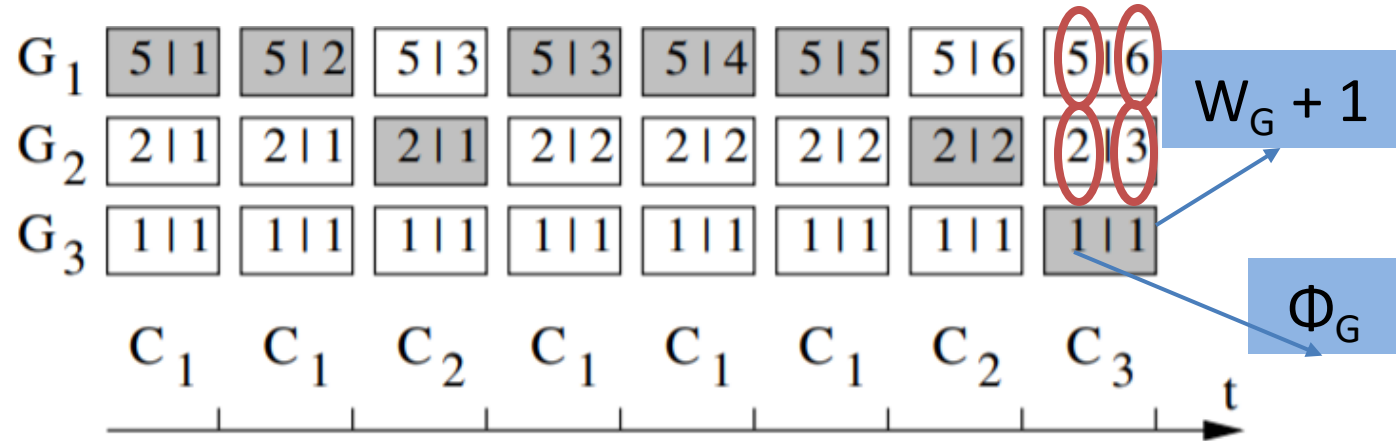 G1 5|1 5|2 5|3 5|3 5|4 5|5 5|6 5|6
WG + 1
G2 2|1 2|1 2|1 2|2 2|2 2|2 2|2 2|3
G3 1|1 1|1 1|1 1|1 1|1 1|1 1|1 1|1
ΦG
C1 C1 C2 C1 C1 C1 C2 C3
t